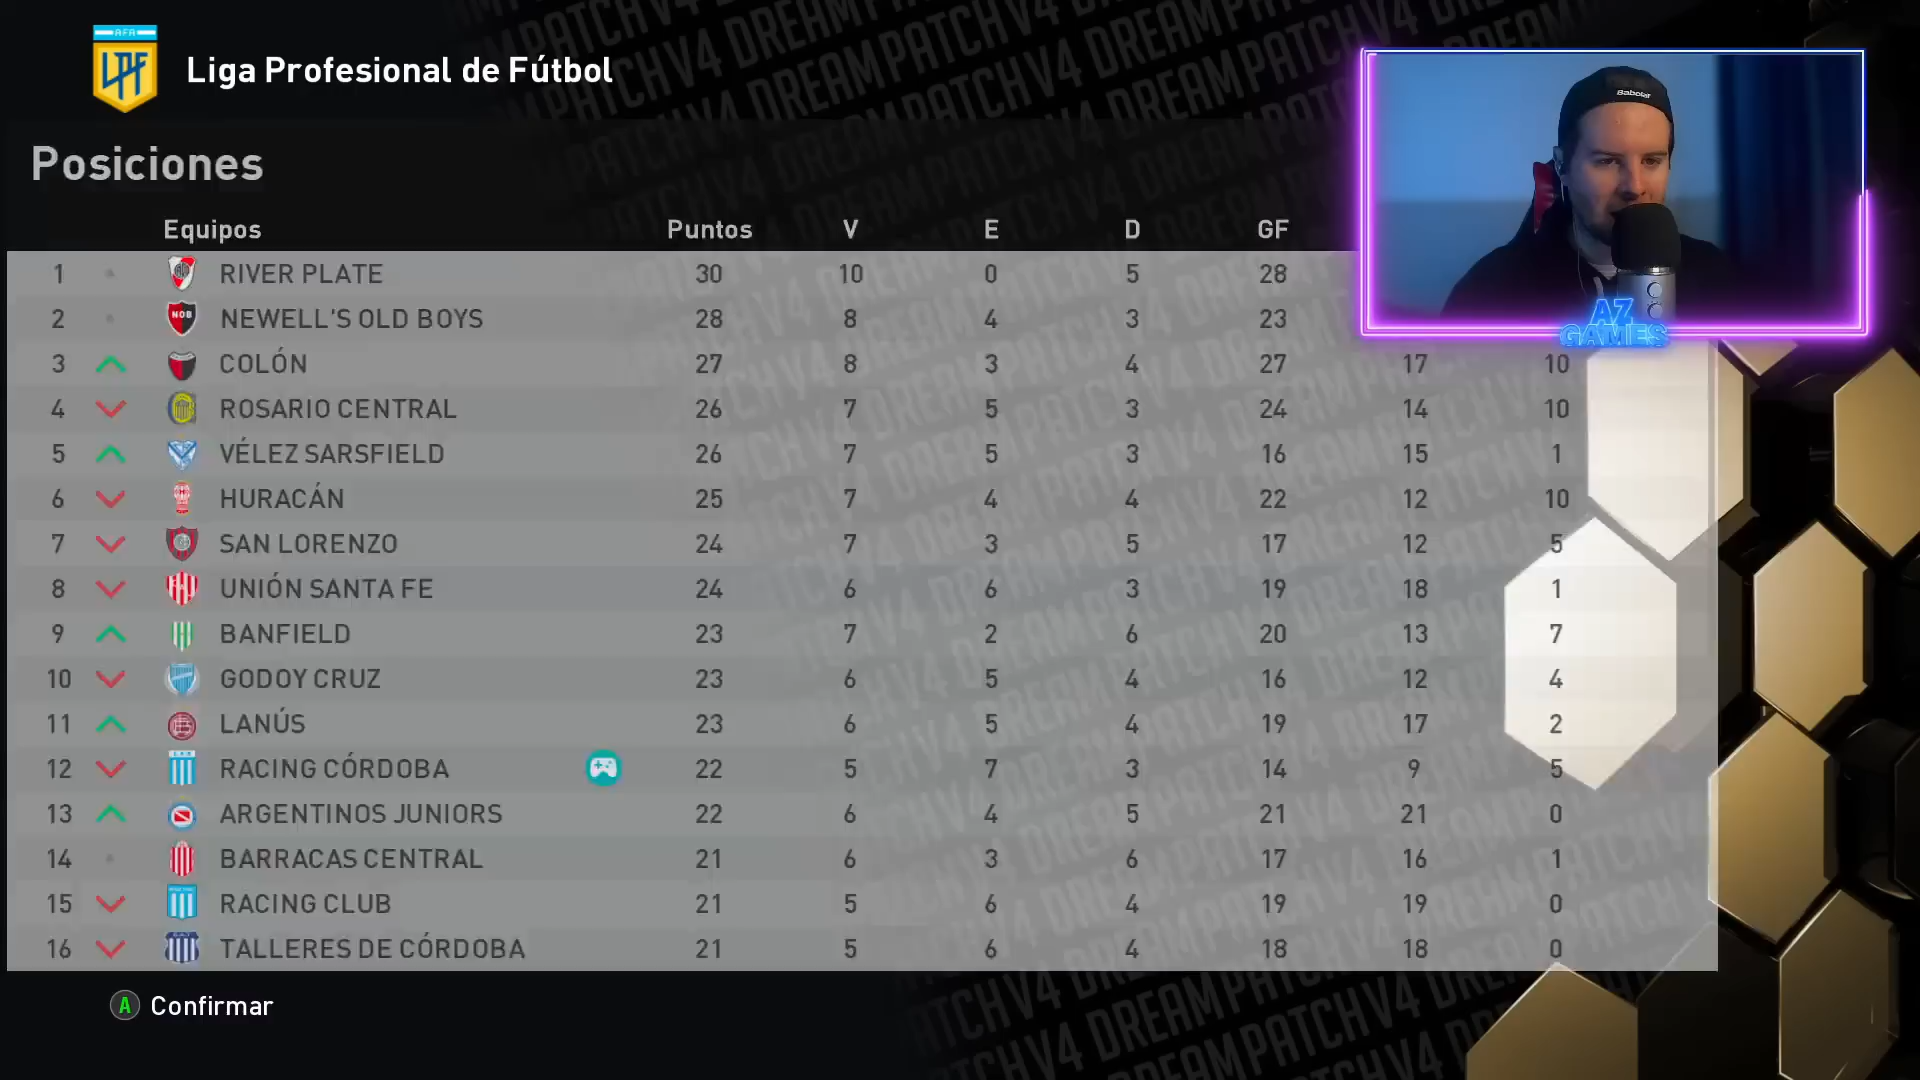 AFA
LPF
Liga Profesional de Fútbol
Posiciones
Equipos Puntos V E D GF
1 RIVER PLATE 30 10 0 5 28
2 NEWELL'S OLD BOYS 28 8 4 3 23
3 COLÓN 27 8 3 4 27 17 10
4 ROSARIO CENTRAL 26 7 5 3 24 14 10
5 VÉLEZ SARSFIELD 26 7 5 3 16 15 1
6 HURACÁN 25 7 4 4 22 12 10
7 SAN LORENZO 24 7 3 5 17 12 5
8 UNIÓN SANTA FE 24 6 6 3 19 18 1
9 BANFIELD 23 7 2 6 20 13 7
10 GODOY CRUZ 23 6 5 4 16 12 4
11 LANÚS 23 6 5 4 19 17 2
12 RACING CÓRDOBA 22 5 7 3 14 9 5
13 ARGENTINOS JUNIORS 22 6 4 5 21 21 0
14 BARRACAS CENTRAL 21 6 3 6 17 16 1
15 RACING CLUB 21 5 6 4 19 19 0
16 TALLERES DE CÓRDOBA 21 5 6 4 18 18 0
A Confirmar
Babolat
AZ
GAMES
NOB
DREAMPATCHV4